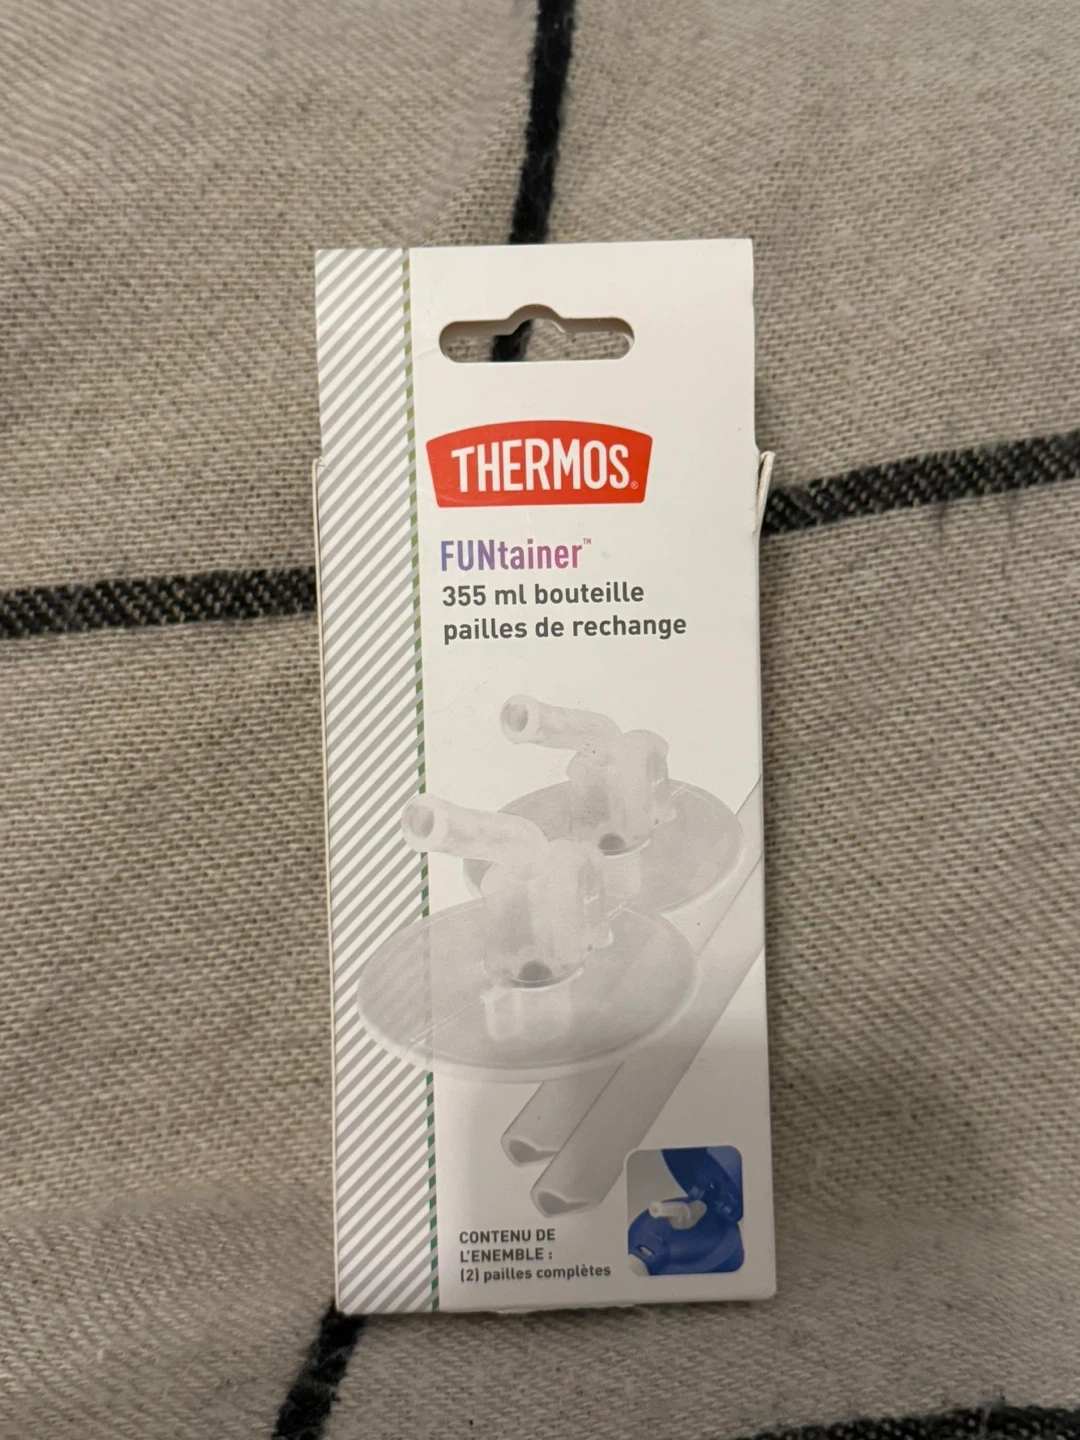 THERMOS®
FUNtainer™
355 ml bouteille
pailles de rechange
CONTENU DE
L'ENEMBLE :
(2) pailles complètes